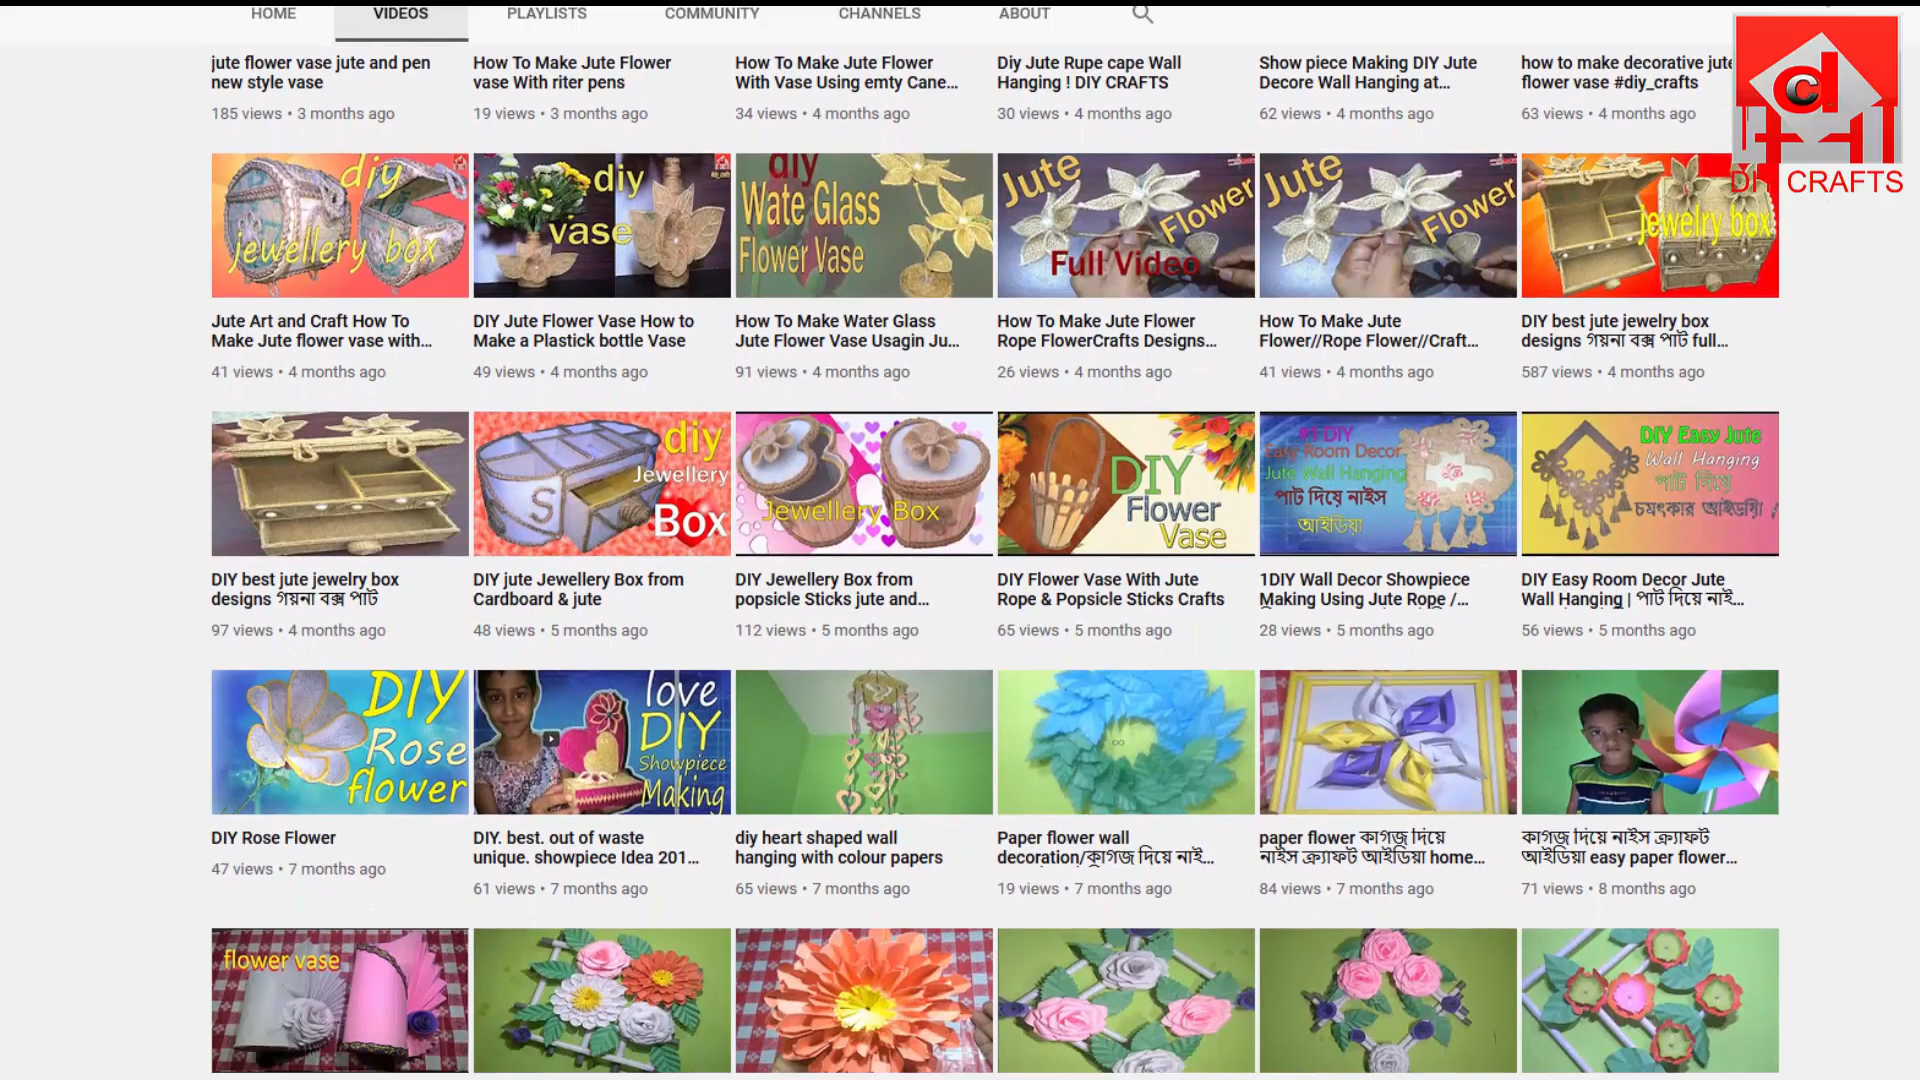 HOME VIDEOS PLAYLISTS COMMUNITY CHANNELS ABOUT
jute flower vase jute and pen
new style vase
185 views • 3 months ago
How To Make Jute Flower
vase With riter pens
19 views • 3 months ago
How To Make Jute Flower
With Vase Using emty Cane...
34 views • 4 months ago
Diy Jute Rupe cape Wall
Hanging ! DIY CRAFTS
30 views • 4 months ago
Show piece Making DIY Jute
Decore Wall Hanging at...
62 views • 4 months ago
how to make decorative jute
flower vase #diy_crafts
63 views • 4 months ago
dc
DIY CRAFTS
diy
jewellery box
diy
vase
diy
Wate Glass
Flower Vase
Jute
Flower
Full Video
Jute
Flower
jewelry box
Jute Art and Craft How To
Make Jute flower vase with...
41 views • 4 months ago
DIY Jute Flower Vase How to
Make a Plastick bottle Vase
49 views • 4 months ago
How To Make Water Glass
Jute Flower Vase Usagin Ju...
91 views • 4 months ago
How To Make Jute Flower
Rope FlowerCrafts Designs...
26 views • 4 months ago
How To Make Jute
Flower//Rope Flower//Craft...
41 views • 4 months ago
DIY best jute jewelry box
designs গয়না বক্স পাট full...
587 views • 4 months ago
diy
Jewellery
Box
S
Jewellery Box
DIY
Flower
Vase
#1 DIY
Easy Room Decor
Jute Wall Hanging
পাট দিয়ে নাইস
আইডিয়া
DIY Easy Jute
Wall Hanging
পাট দিয়ে
চমৎকার আইডিয়া
DIY best jute jewelry box
designs গয়না বক্স পাট
97 views • 4 months ago
DIY jute Jewellery Box from
Cardboard & jute
48 views • 5 months ago
DIY Jewellery Box from
popsicle Sticks jute and...
112 views • 5 months ago
DIY Flower Vase With Jute
Rope & Popsicle Sticks Crafts
65 views • 5 months ago
1DIY Wall Decor Showpiece
Making Using Jute Rope /...
28 views • 5 months ago
DIY Easy Room Decor Jute
Wall Hanging | পাট দিয়ে নাই...
56 views • 5 months ago
DIY
Rose
flower
love
DIY
Showpiece
Making
DIY Rose Flower
47 views • 7 months ago
DIY. best. out of waste
unique. showpiece Idea 201...
61 views • 7 months ago
diy heart shaped wall
hanging with colour papers
65 views • 7 months ago
Paper flower wall
decoration/কাগজ দিয়ে নাই...
19 views • 7 months ago
paper flower কাগজ দিয়ে
নাইস ক্র্যাফট আইডিয়া home...
84 views • 7 months ago
কাগজ দিয়ে নাইস ক্র্যাফট
আইডিয়া easy paper flower...
71 views • 8 months ago
flower vase